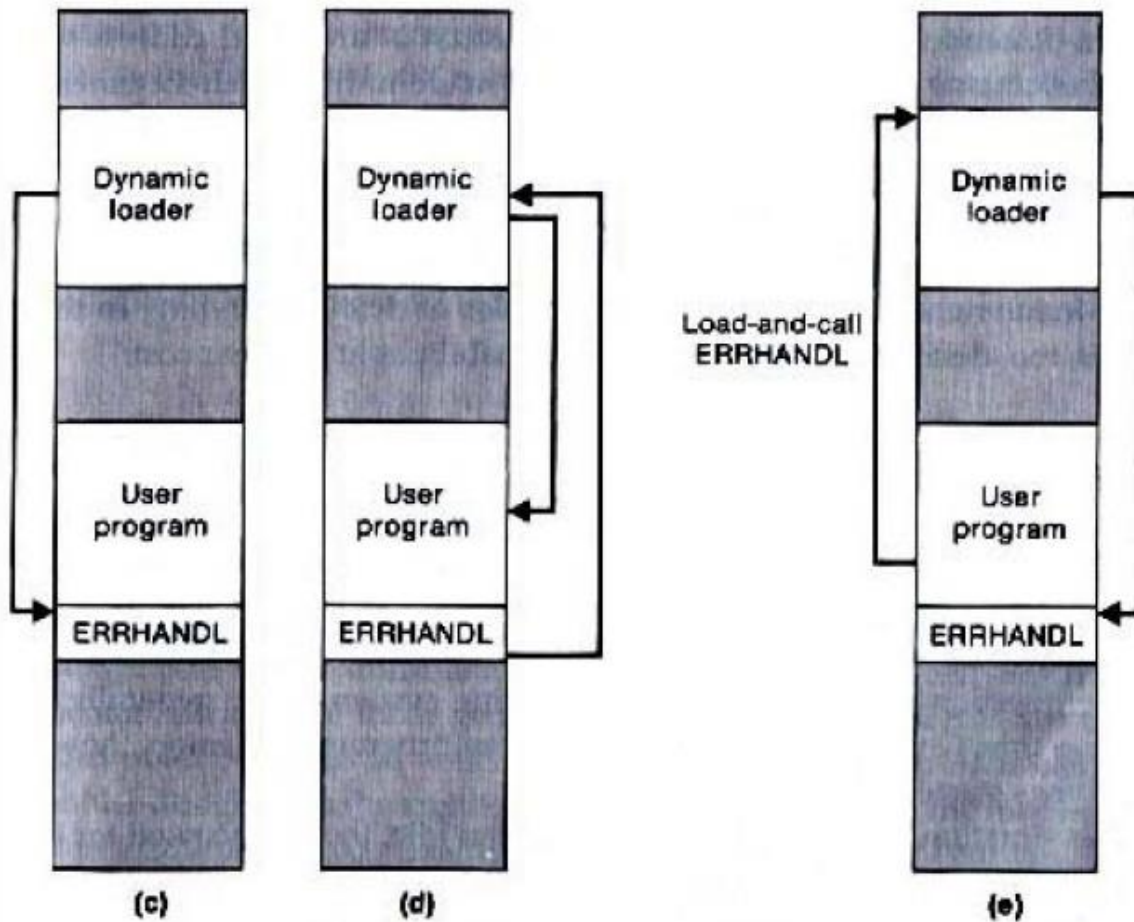 Dynamic
loader
User
program
ERRHANDL
(c)
Dynamic
loader
User
program
ERRHANDL
(d)
Load-and-call
ERRHANDL
Dynamic
loader
User
program
ERRHANDL
(e)